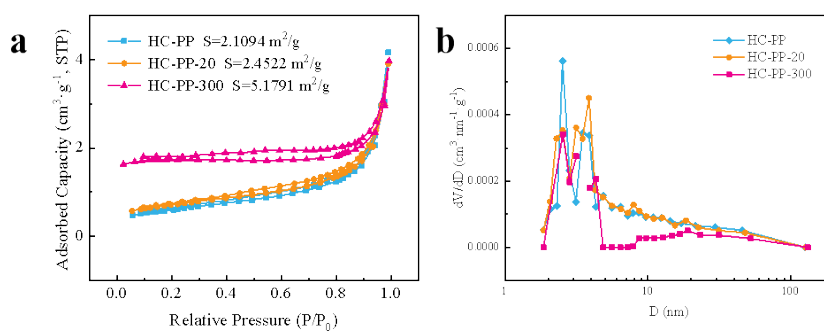 a
HC-PP S=2.1094 m²/g
HC-PP-20 S=2.4522 m²/g
HC-PP-300 S=5.1791 m²/g
Adsorbed Capacity (cm³·g⁻¹, STP)
4
2
0
0.0 0.2 0.4 0.6 0.8 1.0
Relative Pressure (P/P₀)
b
HC-PP
HC-PP-20
HC-PP-300
dV/dD (cm³ nm⁻¹ g⁻¹)
0.0006
0.0004
0.0002
0.0000
1 10 100
D (nm)